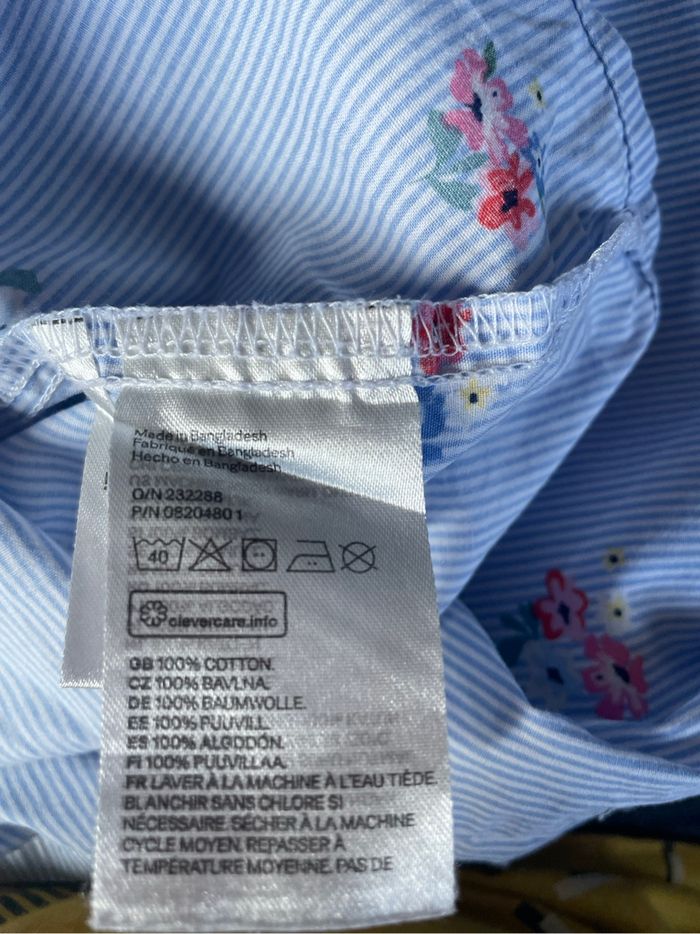 Made in Bangladesh
Fabriqué en Bangladesh
Hecho en Bangladesh
O/N 232288
P/N 08204801
40
clevercare.info
GB 100% COTTON.
CZ 100% BAVLNA.
DE 100% BAUMWOLLE.
EE 100% PUUVILL.
ES 100% ALGODÓN.
FI 100% PUUVILLAA.
FR LAVER À LA MACHINE À L'EAU TIÈDE.
BLANCHIR SANS CHLORE SI
NÉCESSAIRE. SÉCHER À LA MACHINE
CYCLE MOYEN. REPASSER À
TEMPÉRATURE MOYENNE. PAS DE